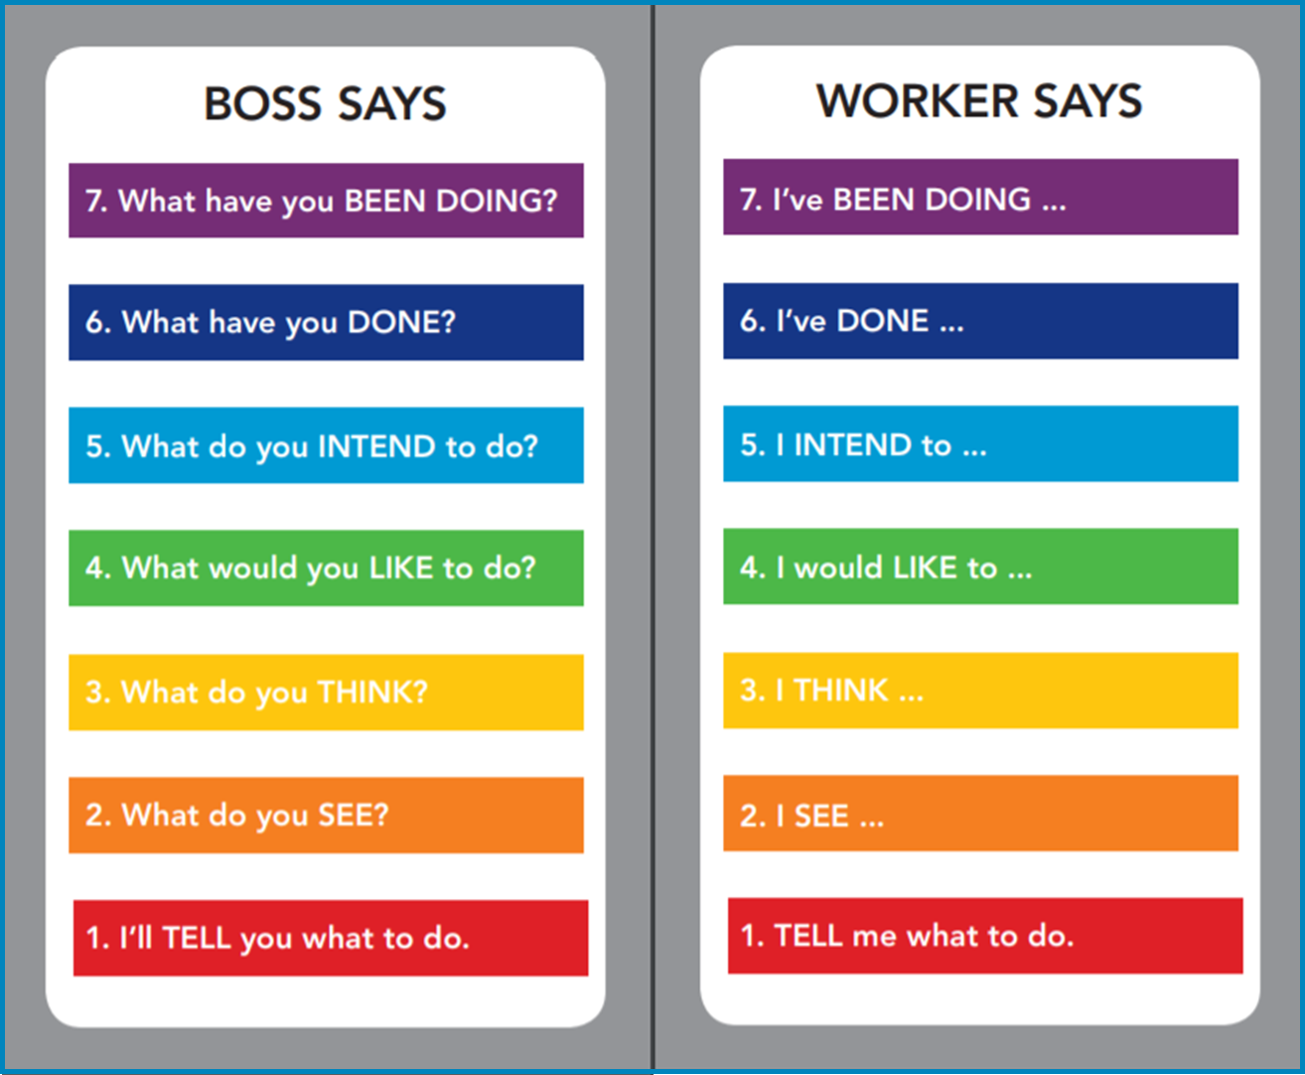 BOSS SAYS
7. What have you BEEN DOING?
6. What have you DONE?
5. What do you INTEND to do?
4. What would you LIKE to do?
3. What do you THINK?
2. What do you SEE?
1. I’ll TELL you what to do.
WORKER SAYS
7. I’ve BEEN DOING ...
6. I’ve DONE ...
5. I INTEND to ...
4. I would LIKE to ...
3. I THINK ...
2. I SEE ...
1. TELL me what to do.